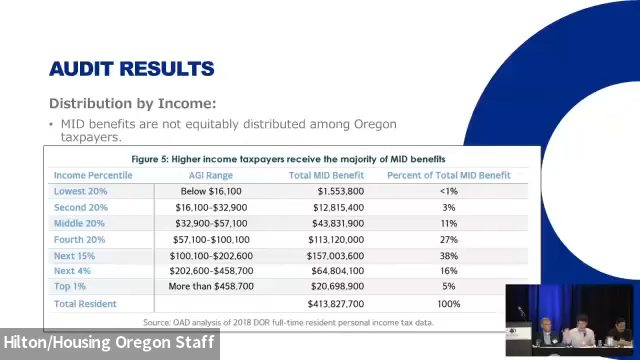 AUDIT RESULTS
Distribution by Income:
• MID benefits are not equitably distributed among Oregon
taxpayers.
Figure 5: Higher income taxpayers receive the majority of MID benefits
Income Percentile AGI Range Total MID Benefit Percent of Total MID Benefit
Lowest 20% Below $16,100 $1,553,800 <1%
Second 20% $16,100-$32,900 $12,815,400 3%
Middle 20% $32,900-$57,100 $43,831,900 11%
Fourth 20% $57,100-$100,100 $113,120,000 27%
Next 15% $100,100-$202,600 $157,003,600 38%
Next 4% $202,600-$458,700 $64,804,100 16%
Top 1% More than $458,700 $20,698,900 5%
Total Resident $413,827,700 100%
Source: OAD analysis of 2018 DOR full-time resident personal income tax data.
Hilton/Housing Oregon Staff